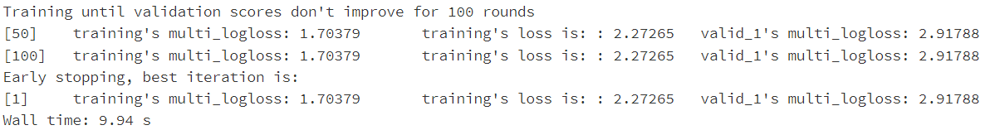 Training until validation scores don't improve for 100 rounds
[50]    training's multi_logloss: 1.70379       training's loss is: : 2.27265   valid_1's multi_logloss: 2.91788
[100]   training's multi_logloss: 1.70379       training's loss is: : 2.27265   valid_1's multi_logloss: 2.91788
Early stopping, best iteration is:
[1]     training's multi_logloss: 1.70379       training's loss is: : 2.27265   valid_1's multi_logloss: 2.91788
Wall time: 9.94 s